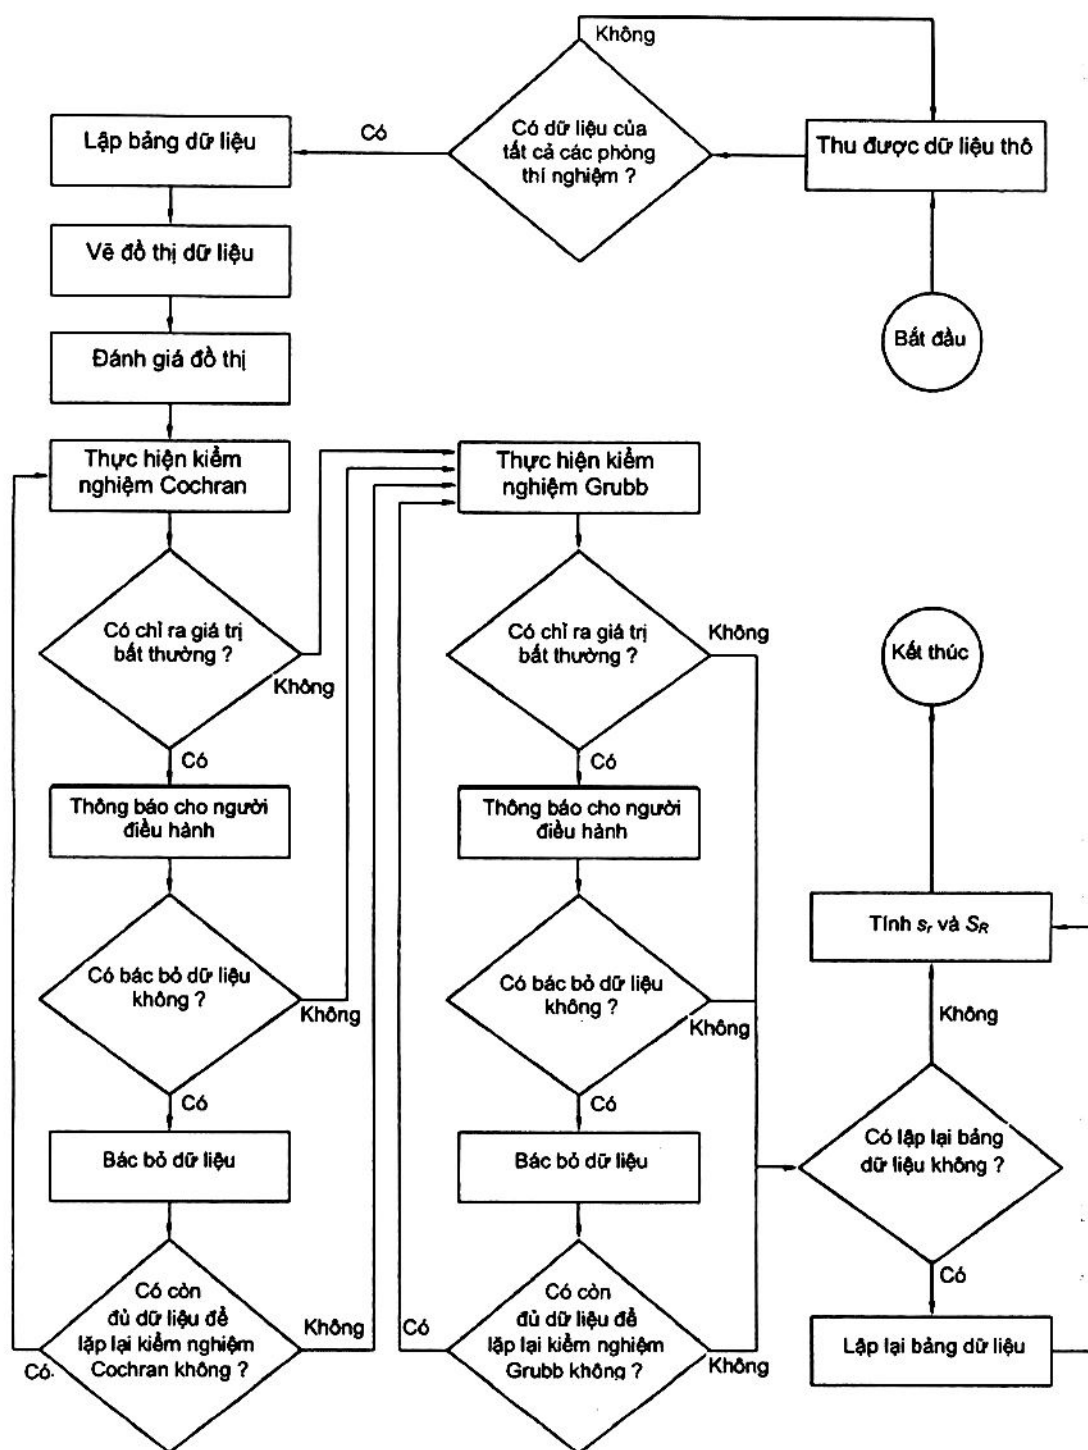 Không
Có
Lập bảng dữ liệu
Có dữ liệu của
tất cả các phòng
thí nghiệm ?
Thu được dữ liệu thô
Vẽ đồ thị dữ liệu
Bắt đầu
Đánh giá đồ thị
Thực hiện kiểm
nghiệm Cochran
Thực hiện kiểm
nghiệm Grubb
Có chỉ ra giá trị
bất thường ?
Không
Có
Có chỉ ra giá trị
bất thường ?
Không
Có
Kết thúc
Thông báo cho người
điều hành
Thông báo cho người
điều hành
Có bác bỏ dữ liệu
không ?
Không
Có
Có bác bỏ dữ liệu
không ?
Không
Có
Tính sr và SR
Không
Bác bỏ dữ liệu
Bác bỏ dữ liệu
Có lập lại bảng
dữ liệu không ?
Có
Có còn
đủ dữ liệu để
lặp lại kiểm nghiệm
Cochran không ?
Có
Không
Có còn
đủ dữ liệu để
lặp lại kiểm nghiệm
Grubb không ?
Có
Không
Lập lại bảng dữ liệu